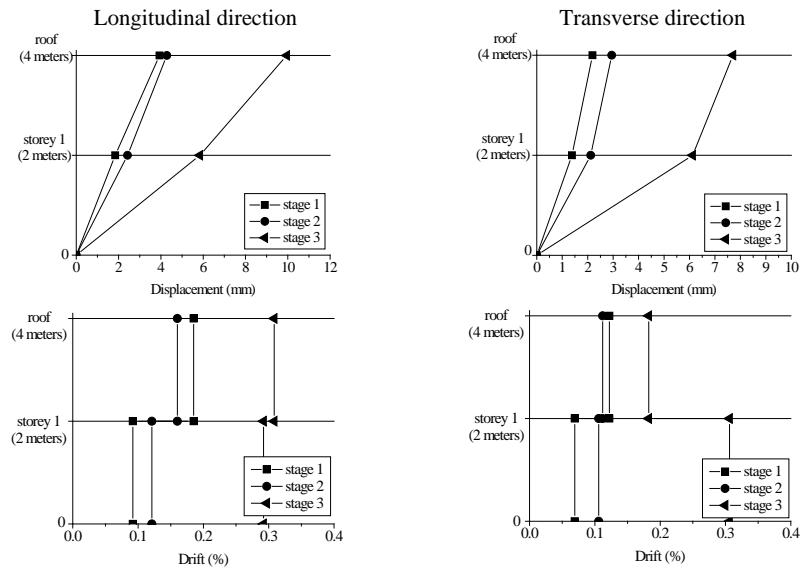 Longitudinal direction
roof
(4 meters)
storey 1
(2 meters)
0
stage 1
stage 2
stage 3
0 2 4 6 8 10 12
Displacement (mm)
Transverse direction
roof
(4 meters)
storey 1
(2 meters)
0
stage 1
stage 2
stage 3
0 1 2 3 4 5 6 7 8 9 10
Displacement (mm)
roof
(4 meters)
storey 1
(2 meters)
0
stage 1
stage 2
stage 3
0.0 0.1 0.2 0.3 0.4
Drift (%)
roof
(4 meters)
storey 1
(2 meters)
0
stage 1
stage 2
stage 3
0.0 0.1 0.2 0.3 0.4
Drift (%)